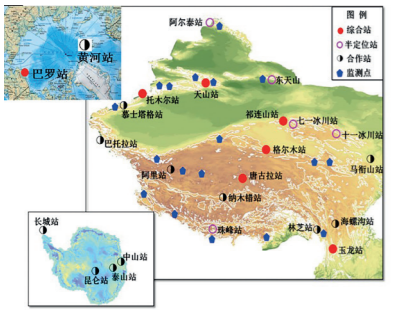 黄河站
巴罗站
阿尔泰站
图 例
综合站
半定位站
合作站
监测点
东天山
天山站
托木尔站
慕士塔格站
祁连山站
七一冰川站
十一冰川站
巴托拉站
格尔木站
马衔山站
阿里站
唐古拉站
纳木错站
珠峰站
林芝站
海螺沟站
玉龙站
长城站
中山站
昆仑站
泰山站